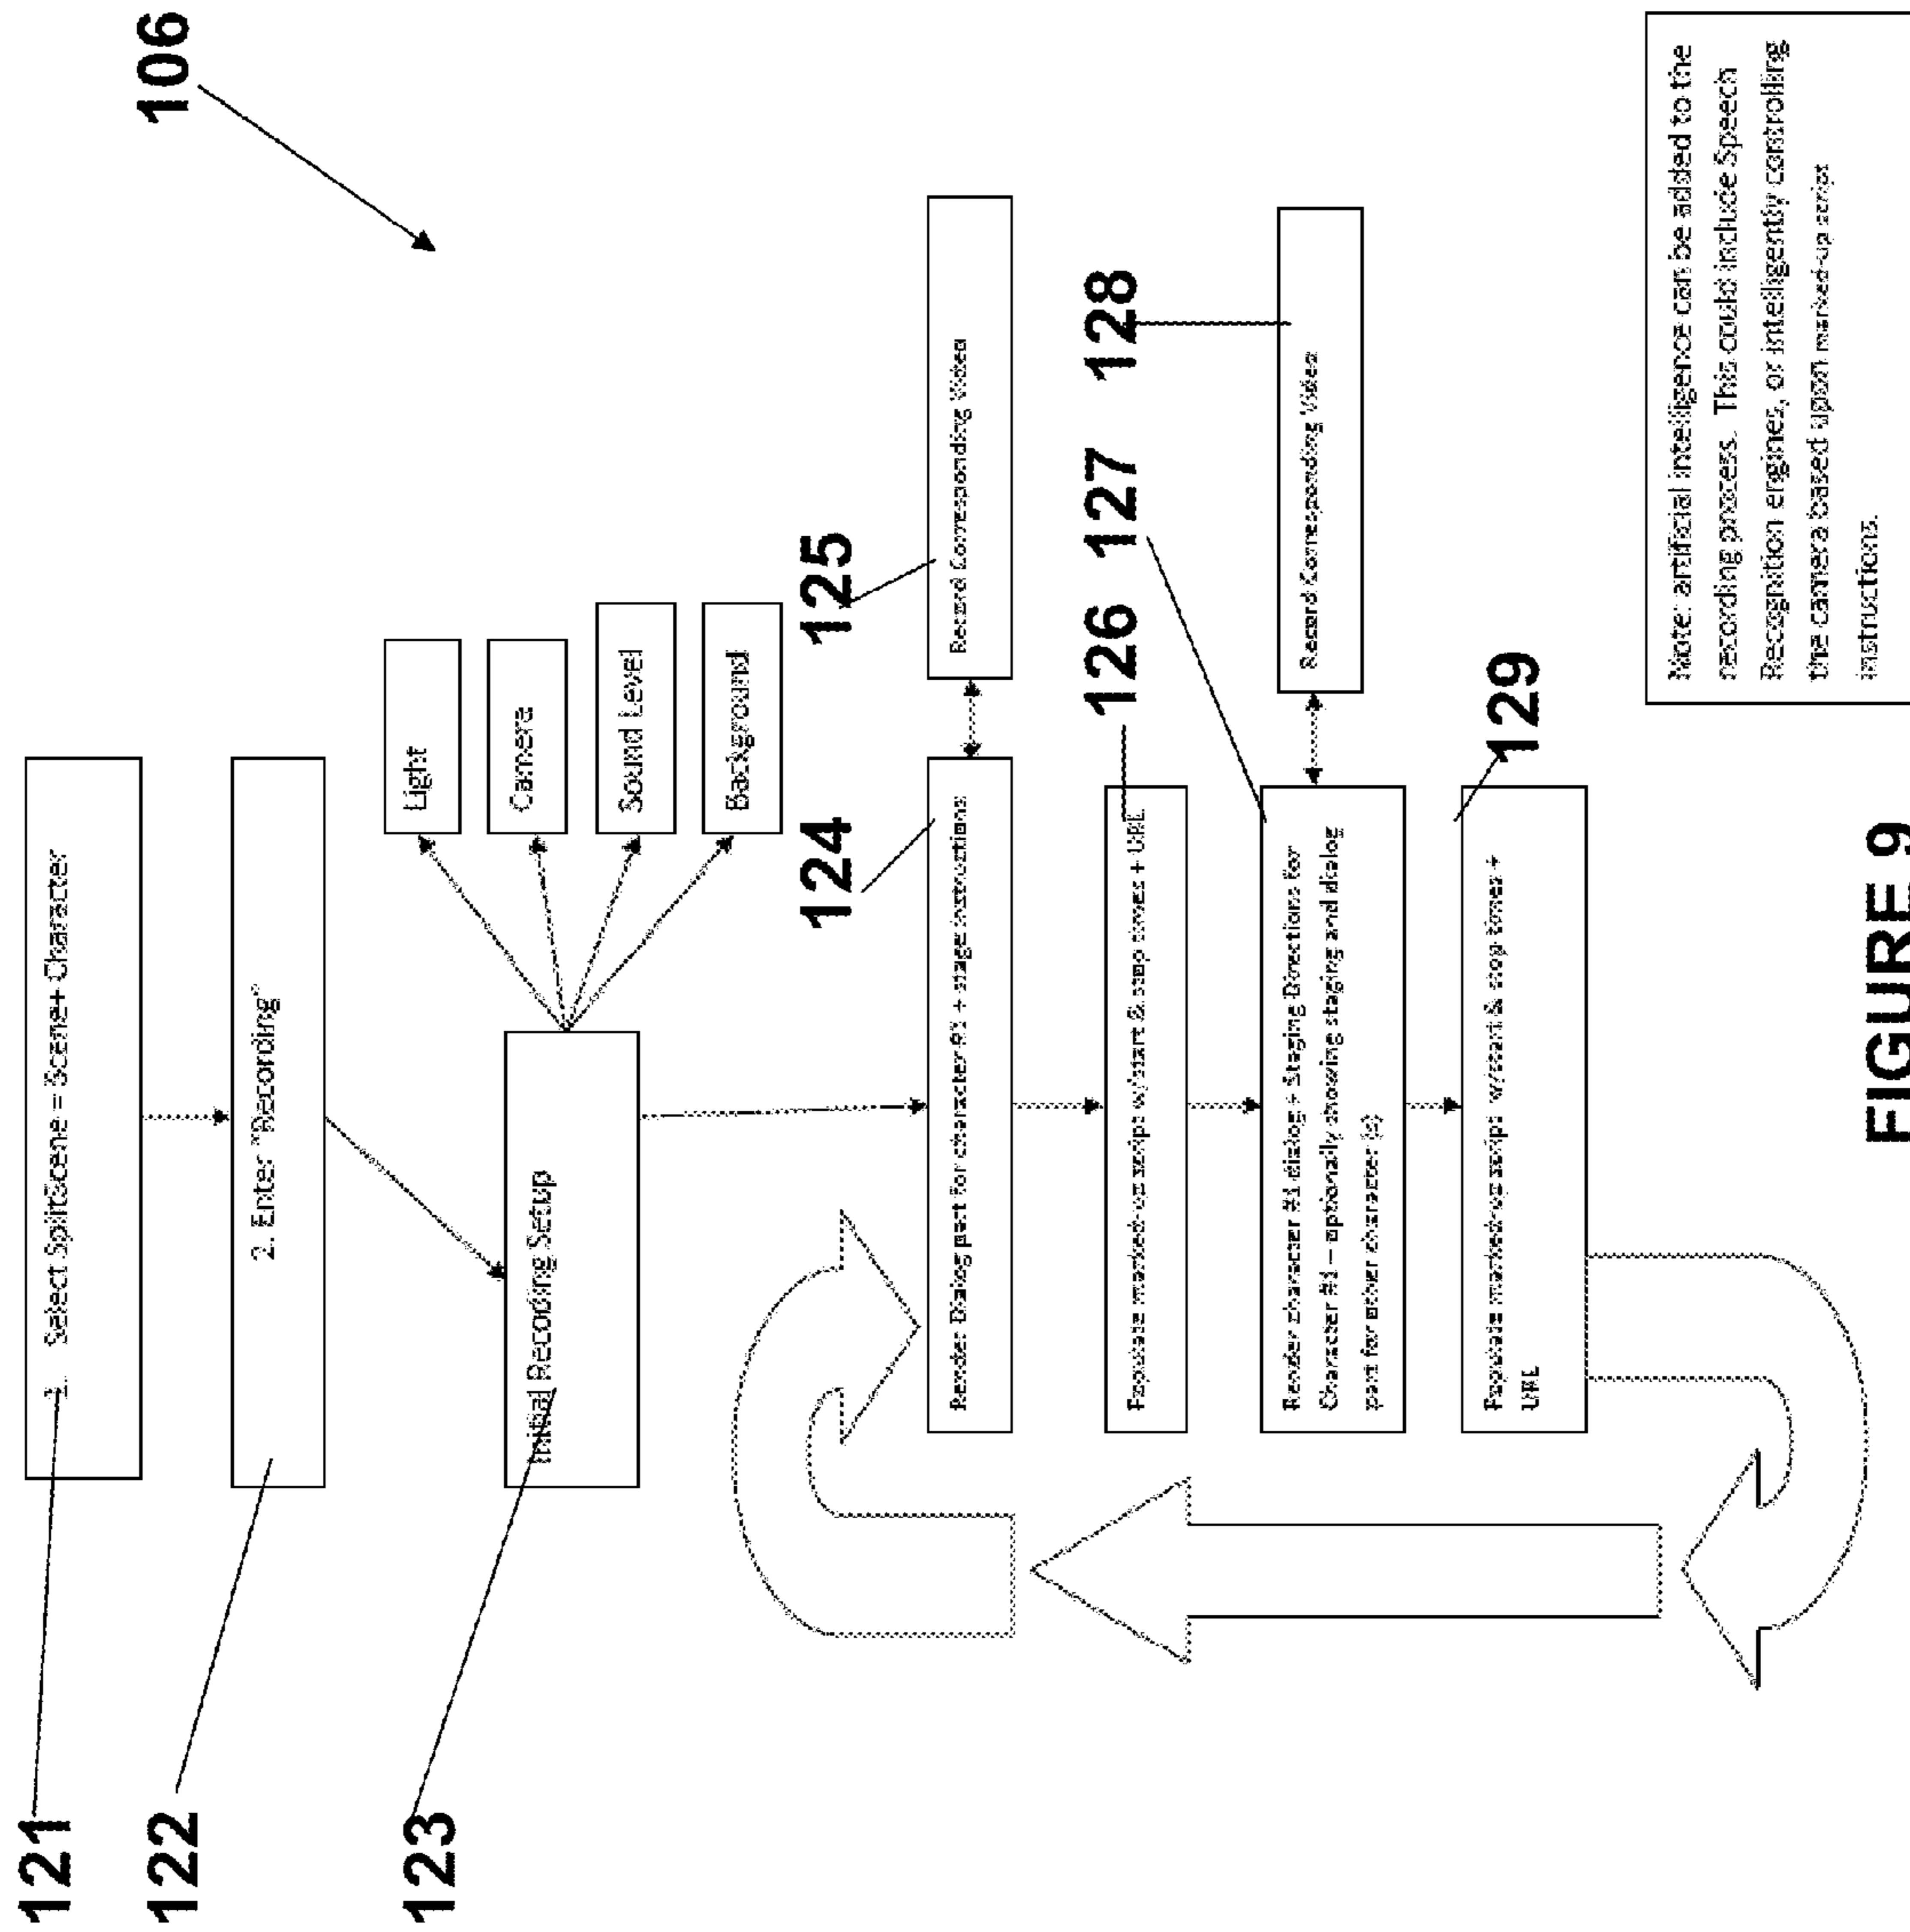 106
121
1. Select SplitScene = Scene+ Character
122
2. Enter "Recording"
123
Initial Recoding Setup
Light
Camera
Sound Level
Background
124
Render Dialog part for character #1 + stage instructions
125
Record Corresponding Video
126
Populate marked-up script w/start & stop times + URL
127
Render character #1 dialog + Staging Directions for
Character #1 – optionally showing staging and dialog
part for other character (s)
128
Record Corresponding Video
129
Populate marked-up script w/start & stop times +
URL
Note: artificial intelligence can be added to the
recording process. This could include Speech
Recognition engines, or intelligently controlling
the camera based upon marked-up script
instructions.
FIGURE 9